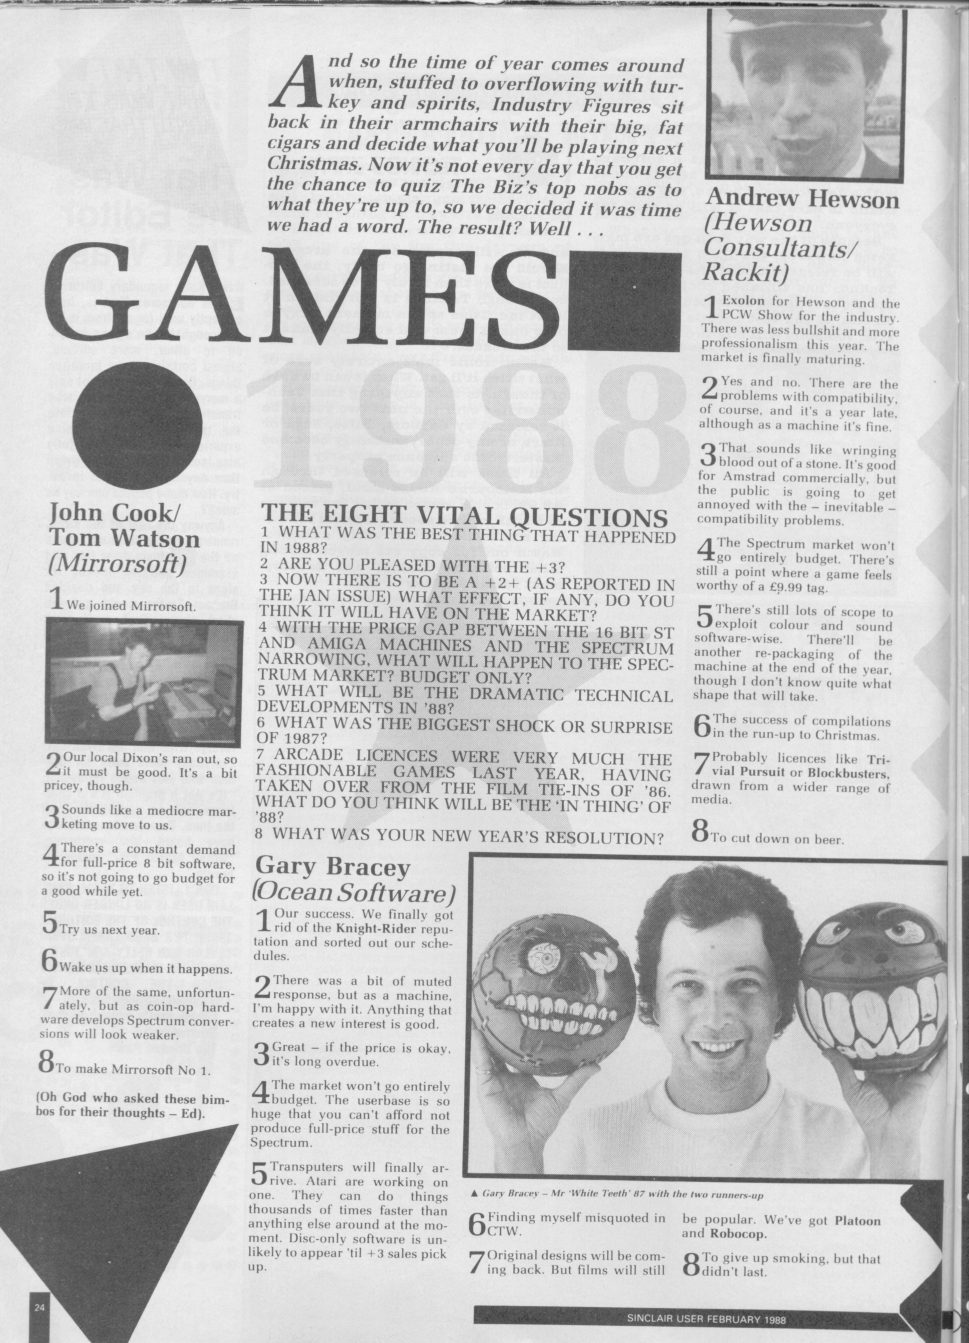 And so the time of year comes around
when, stuffed to overflowing with tur-
key and spirits, Industry Figures sit
back in their armchairs with their big, fat
cigars and decide what you'll be playing next
Christmas. Now it's not every day that you get
the chance to quiz The Biz's top nobs as to
what they're up to, so we decided it was time
we had a word. The result? Well . . .
GAMES
1988
John Cook/
Tom Watson
(Mirrorsoft)
1 We joined Mirrorsoft.
2 Our local Dixon's ran out, so
it must be good. It's a bit
pricey, though.
3 Sounds like a mediocre mar-
keting move to us.
4 There's a constant demand
for full-price 8 bit software,
so it's not going to go budget for
a good while yet.
5 Try us next year.
6 Wake us up when it happens.
7 More of the same, unfortun-
ately, but as coin-op hard-
ware develops Spectrum conver-
sions will look weaker.
8 To make Mirrorsoft No 1.
(Oh God who asked these bim-
bos for their thoughts – Ed).
THE EIGHT VITAL QUESTIONS
1 WHAT WAS THE BEST THING THAT HAPPENED
IN 1988?
2 ARE YOU PLEASED WITH THE +3?
3 NOW THERE IS TO BE A +2+ (AS REPORTED IN
THE JAN ISSUE) WHAT EFFECT, IF ANY, DO YOU
THINK IT WILL HAVE ON THE MARKET?
4 WITH THE PRICE GAP BETWEEN THE 16 BIT ST
AND AMIGA MACHINES AND THE SPECTRUM
NARROWING, WHAT WILL HAPPEN TO THE SPEC-
TRUM MARKET? BUDGET ONLY?
5 WHAT WILL BE THE DRAMATIC TECHNICAL
DEVELOPMENTS IN '88?
6 WHAT WAS THE BIGGEST SHOCK OR SURPRISE
OF 1987?
7 ARCADE LICENCES WERE VERY MUCH THE
FASHIONABLE GAMES LAST YEAR, HAVING
TAKEN OVER FROM THE FILM TIE-INS OF '86.
WHAT DO YOU THINK WILL BE THE 'IN THING' OF
'88?
8 WHAT WAS YOUR NEW YEAR'S RESOLUTION?
Gary Bracey
(Ocean Software)
1 Our success. We finally got
rid of the Knight-Rider repu-
tation and sorted out our sche-
dules.
2 There was a bit of muted
response, but as a machine,
I'm happy with it. Anything that
creates a new interest is good.
3 Great – if the price is okay,
it's long overdue.
4 The market won't go entirely
budget. The userbase is so
huge that you can't afford not
produce full-price stuff for the
Spectrum.
5 Transputers will finally ar-
rive. Atari are working on
one. They can do things
thousands of times faster than
anything else around at the mo-
ment. Disc-only software is un-
likely to appear 'til +3 sales pick
up.
▲ Gary Bracey – Mr 'White Teeth' 87 with the two runners-up
6 Finding myself misquoted in
CTW.
7 Original designs will be com-
ing back. But films will still
be popular. We've got Platoon
and Robocop.
8 To give up smoking, but that
didn't last.
Andrew Hewson
(Hewson
Consultants/
Rackit)
1 Exolon for Hewson and the
PCW Show for the industry.
There was less bullshit and more
professionalism this year. The
market is finally maturing.
2 Yes and no. There are the
problems with compatibility,
of course, and it's a year late,
although as a machine it's fine.
3 That sounds like wringing
blood out of a stone. It's good
for Amstrad commercially, but
the public is going to get
annoyed with the – inevitable –
compatibility problems.
4 The Spectrum market won't
go entirely budget. There's
still a point where a game feels
worthy of a £9.99 tag.
5 There's still lots of scope to
exploit colour and sound
software-wise. There'll be
another re-packaging of the
machine at the end of the year,
though I don't know quite what
shape that will take.
6 The success of compilations
in the run-up to Christmas.
7 Probably licences like Tri-
vial Pursuit or Blockbusters,
drawn from a wider range of
media.
8 To cut down on beer.
24
SINCLAIR USER FEBRUARY 1988